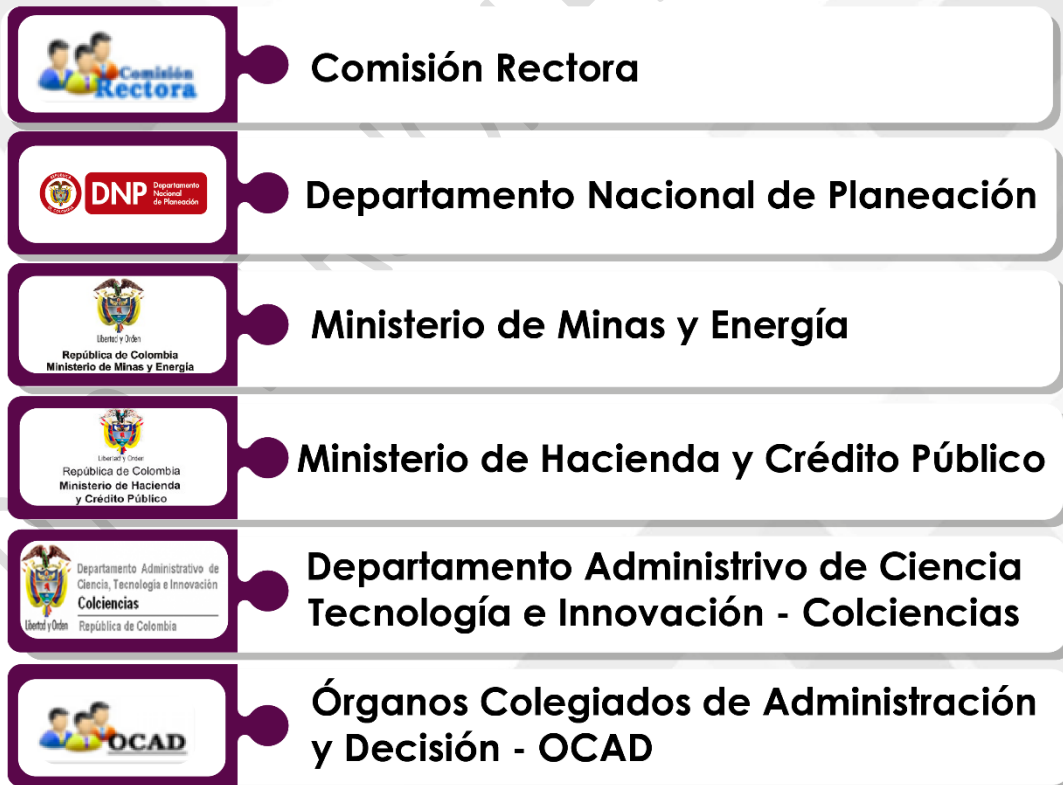 Comisión
Rectora
Comisión Rectora
DNP
Departamento
Nacional
de Planeación
Departamento Nacional de Planeación
Libertad y Orden
República de Colombia
Ministerio de Minas y Energía
Ministerio de Minas y Energía
Libertad y Orden
República de Colombia
Ministerio de Hacienda
y Crédito Público
Ministerio de Hacienda y Crédito Público
Departamento Administrativo de
Ciencia, Tecnología e Innovación
Colciencias
Libertad y Orden
República de Colombia
Departamento Administrivo de Ciencia
Tecnología e Innovación - Colciencias
OCAD
Órganos Colegiados de Administración
y Decisión - OCAD